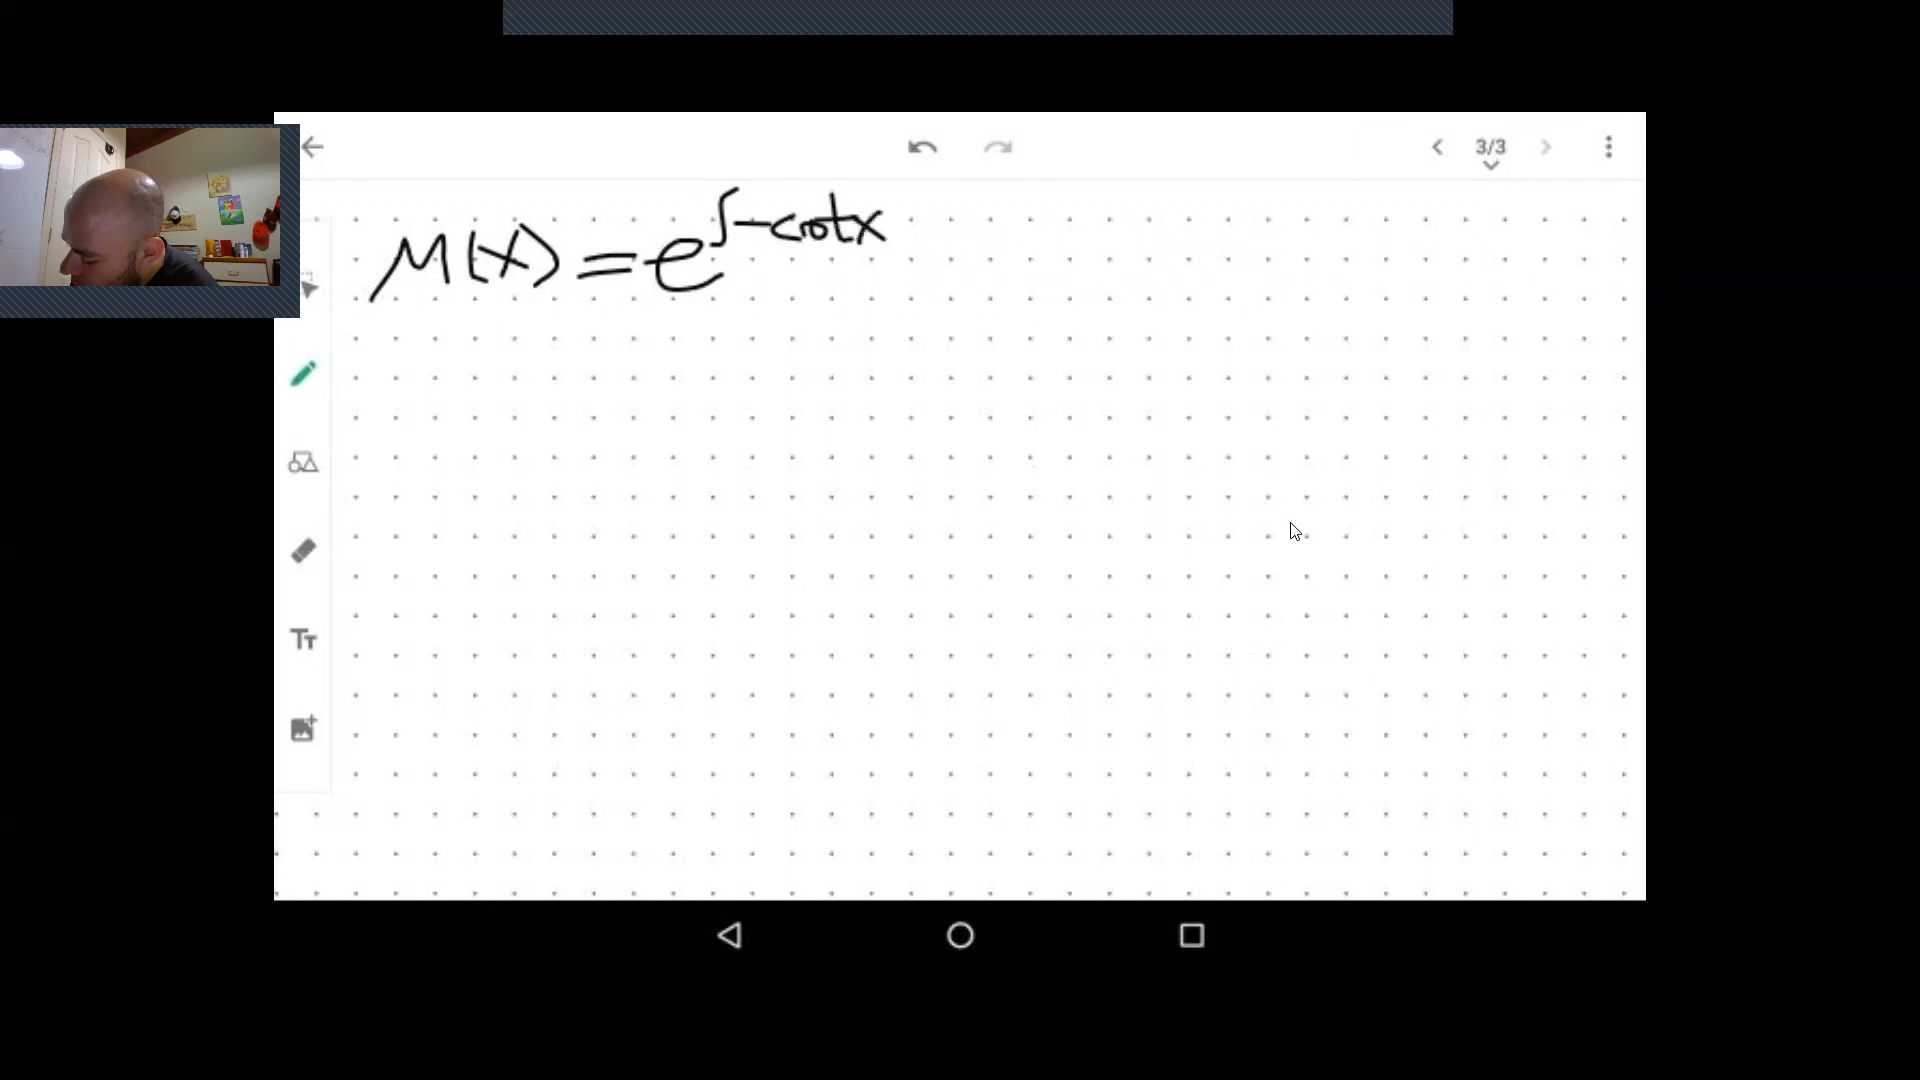 3/3
μ(x) = e^∫-cotx
Tт